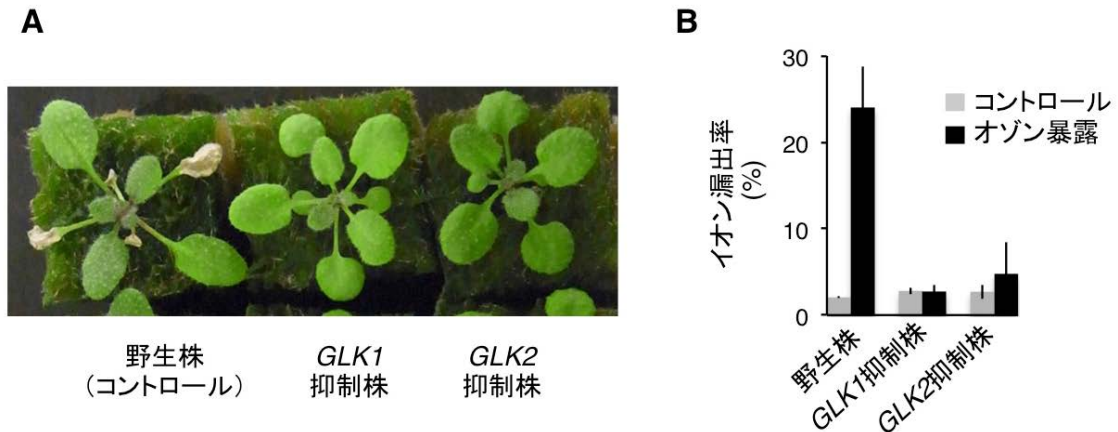 A
野生株
(コントロール)
GLK1
抑制株
GLK2
抑制株
B
イオン漏出率
(%)
30
20
10
0
コントロール
オゾン暴露
野生株
GLK1抑制株
GLK2抑制株